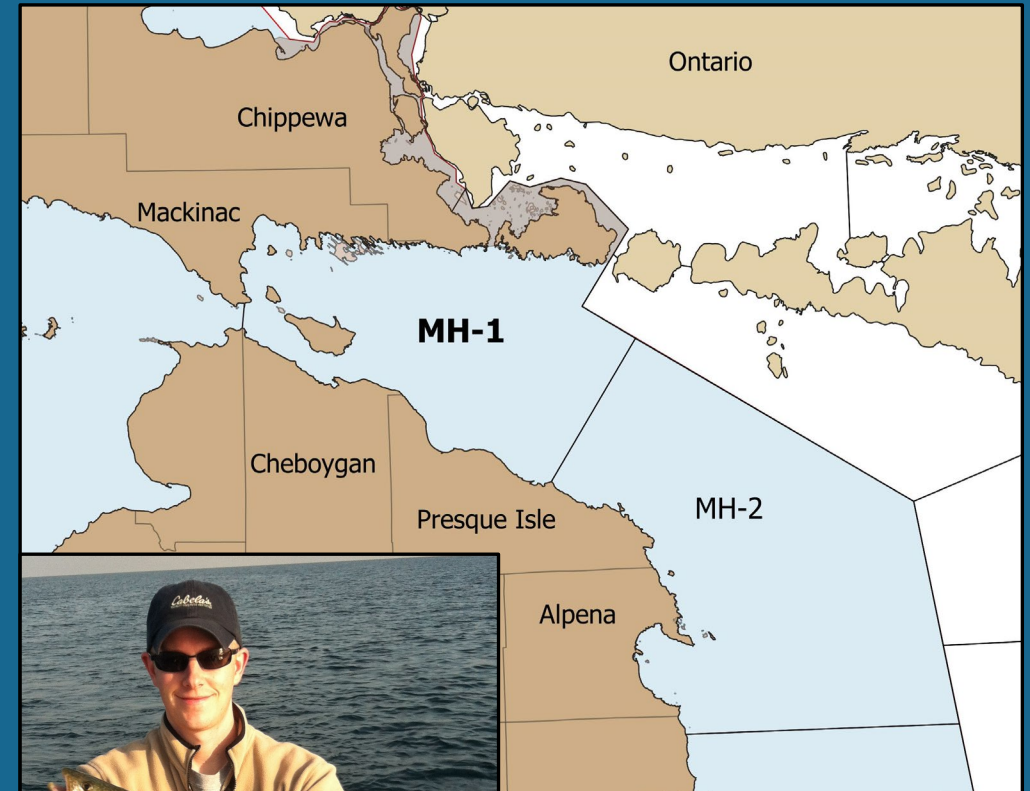 Ontario
Chippewa
Mackinac
MH-1
Cheboygan
MH-2
Presque Isle
Alpena
Cabela's